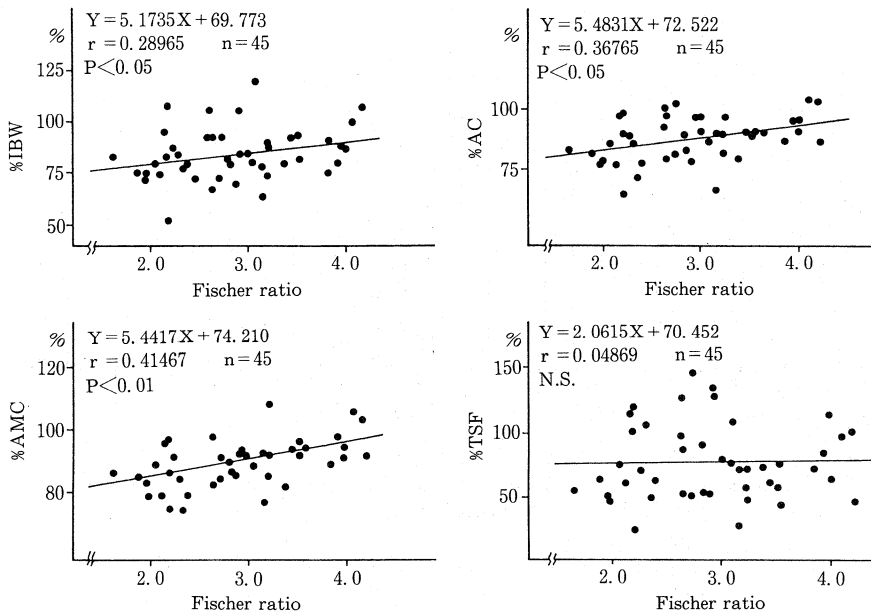 Y = 5.1735X + 69.773
%
r = 0.28965 n = 45
P<0.05
125
100
75
50
%IBW
2.0 3.0 4.0
Fischer ratio
Y = 5.4831X + 72.522
%
r = 0.36765 n = 45
P<0.05
100
75
%AC
2.0 3.0 4.0
Fischer ratio
Y = 5.4417X + 74.210
%
r = 0.41467 n = 45
120
P<0.01
100
80
%AMC
2.0 3.0 4.0
Fischer ratio
Y = 2.0615X + 70.452
%
r = 0.04869 n = 45
150
N.S.
100
50
%TSF
2.0 3.0 4.0
Fischer ratio